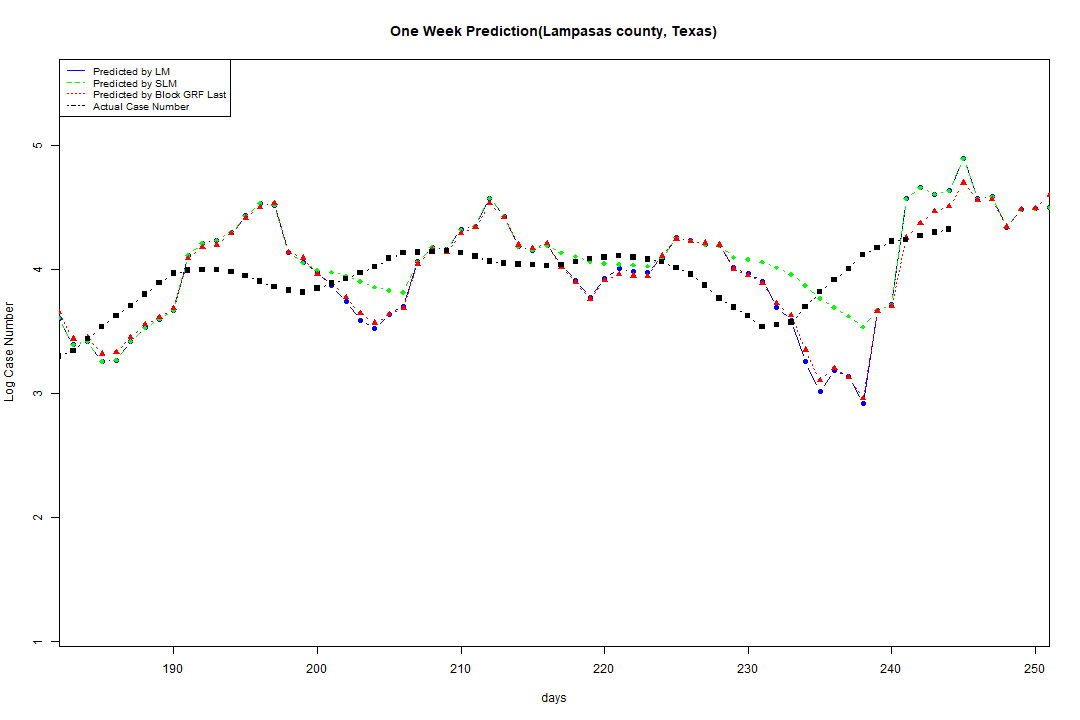 One Week Prediction(Lampasas county, Texas)
Predicted by LM
Predicted by SLM
Predicted by Block GRF Last
Actual Case Number
Log Case Number
5
4
3
2
1
190 200 210 220 230 240 250
days